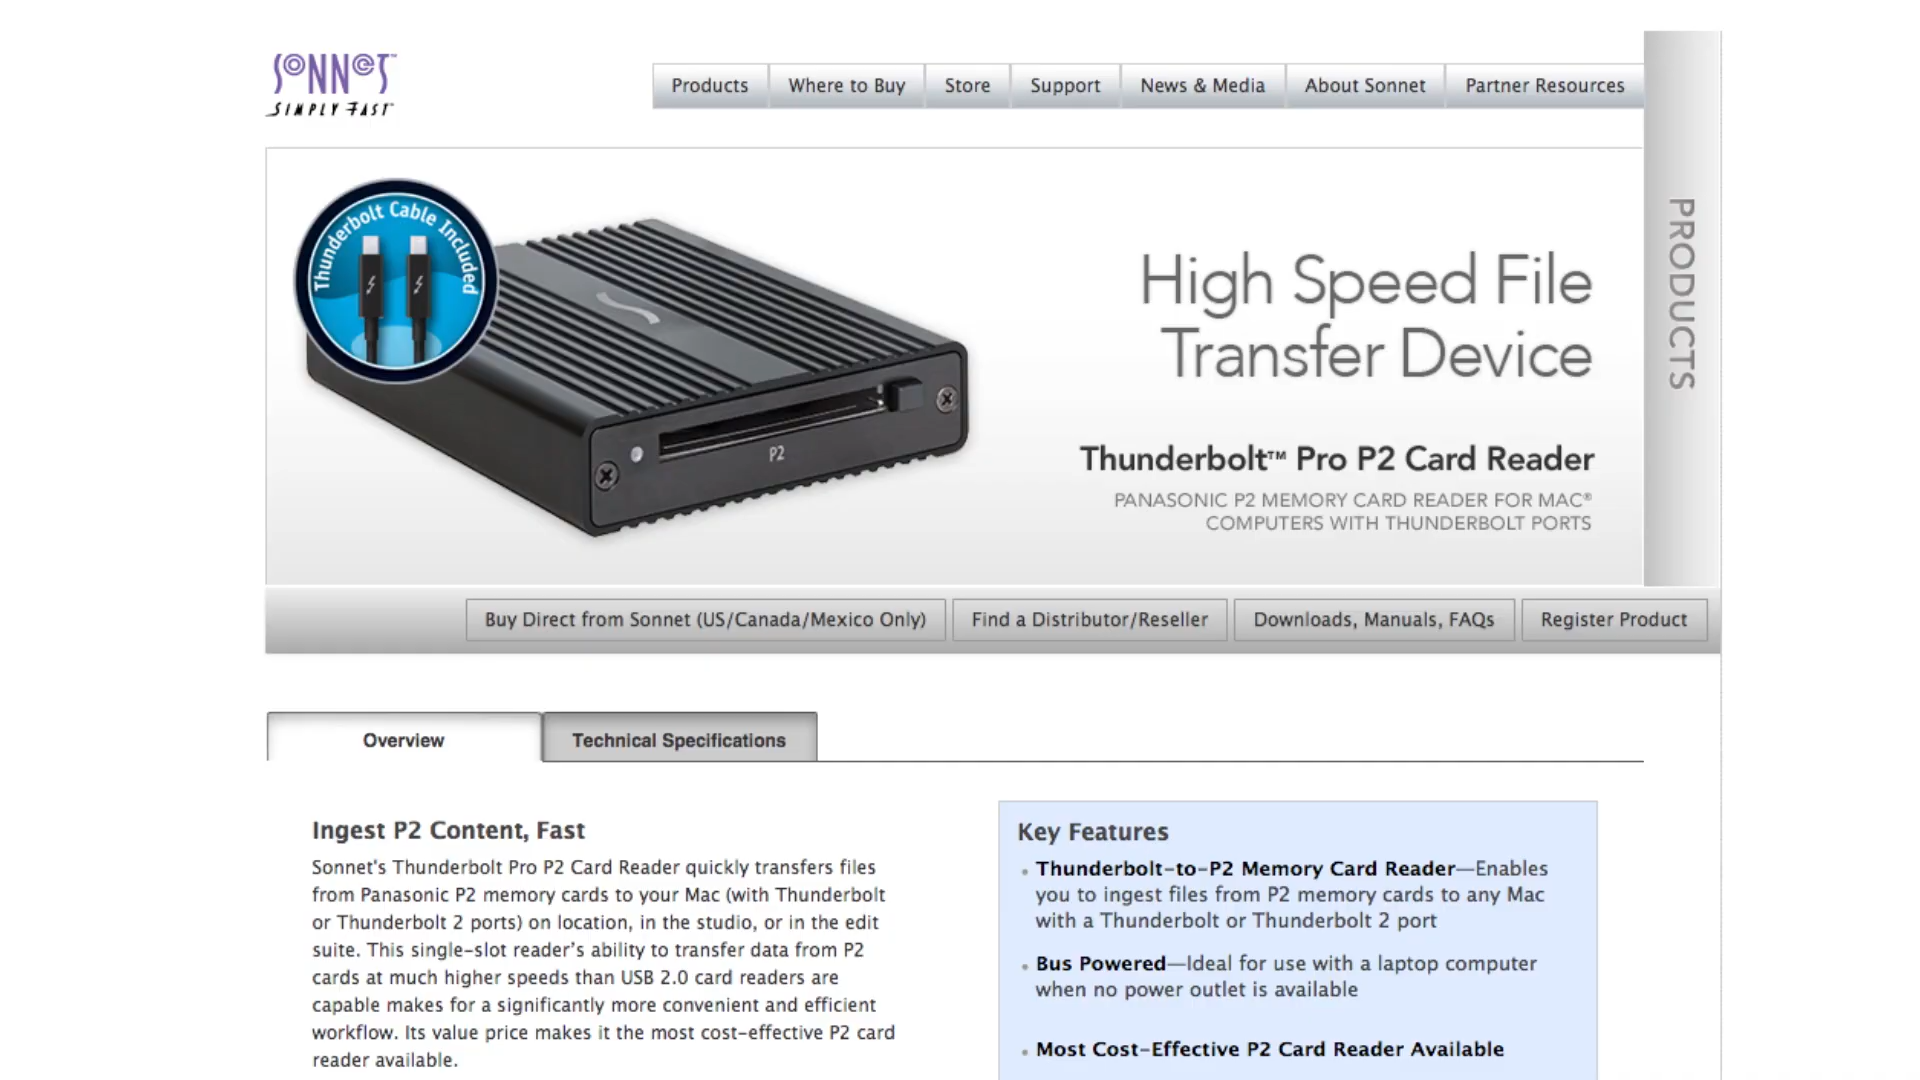 SONNET™
SIMPLY FAST™
Products
Where to Buy
Store
Support
News & Media
About Sonnet
Partner Resources
PRODUCTS
Thunderbolt Cable Included
P2
High Speed File
Transfer Device
Thunderbolt™ Pro P2 Card Reader
PANASONIC P2 MEMORY CARD READER FOR MAC®
COMPUTERS WITH THUNDERBOLT PORTS
Buy Direct from Sonnet (US/Canada/Mexico Only)
Find a Distributor/Reseller
Downloads, Manuals, FAQs
Register Product
Overview
Technical Specifications
Ingest P2 Content, Fast
Sonnet's Thunderbolt Pro P2 Card Reader quickly transfers files
from Panasonic P2 memory cards to your Mac (with Thunderbolt
or Thunderbolt 2 ports) on location, in the studio, or in the edit
suite. This single-slot reader’s ability to transfer data from P2
cards at much higher speeds than USB 2.0 card readers are
capable makes for a significantly more convenient and efficient
workflow. Its value price makes it the most cost-effective P2 card
reader available.
Key Features
• Thunderbolt-to-P2 Memory Card Reader—Enables
you to ingest files from P2 memory cards to any Mac
with a Thunderbolt or Thunderbolt 2 port
• Bus Powered—Ideal for use with a laptop computer
when no power outlet is available
• Most Cost-Effective P2 Card Reader Available